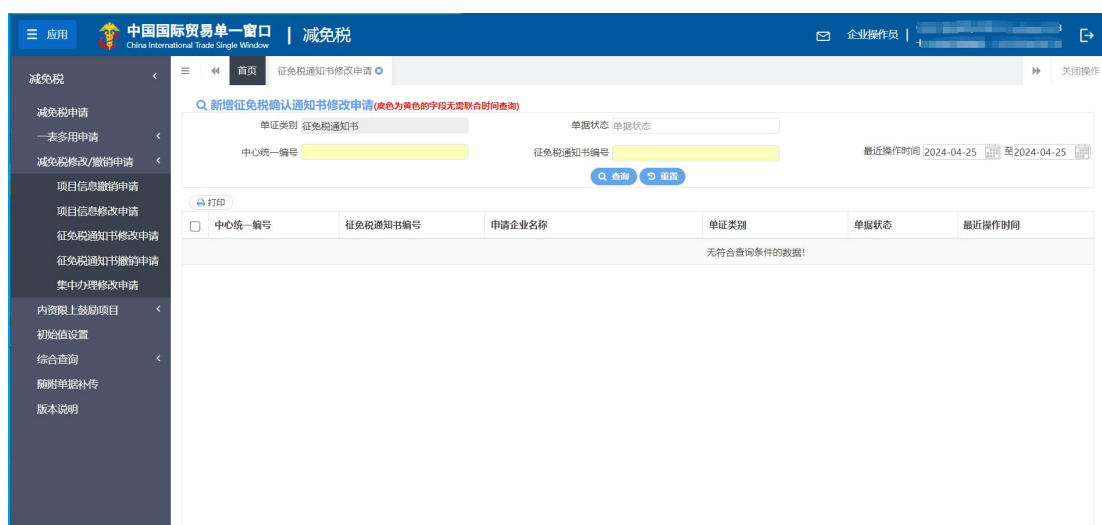 应用
中国国际贸易单一窗口
China International Trade Single Window
减免税
企业操作员
减免税
首页
征免税通知书修改申请
关闭操作
减免税申请
一表多用申请
减免税修改/撤销申请
项目信息撤销申请
项目信息修改申请
征免税通知书修改申请
征免税通知书撤销申请
集中办理修改申请
内资限上鼓励项目
初始值设置
综合查询
随附单据补传
版本说明
新增征免税确认通知书修改申请(底色为黄色的字段无需联合时间查询)
单证类别 征免税通知书 单据状态 单据状态
中心统一编号 征免税通知书编号 最近操作时间 2024-04-25 至 2024-04-25
查询 重置
打印
中心统一编号 征免税通知书编号 申请企业名称 单证类别 单据状态 最近操作时间
无符合查询条件的数据!